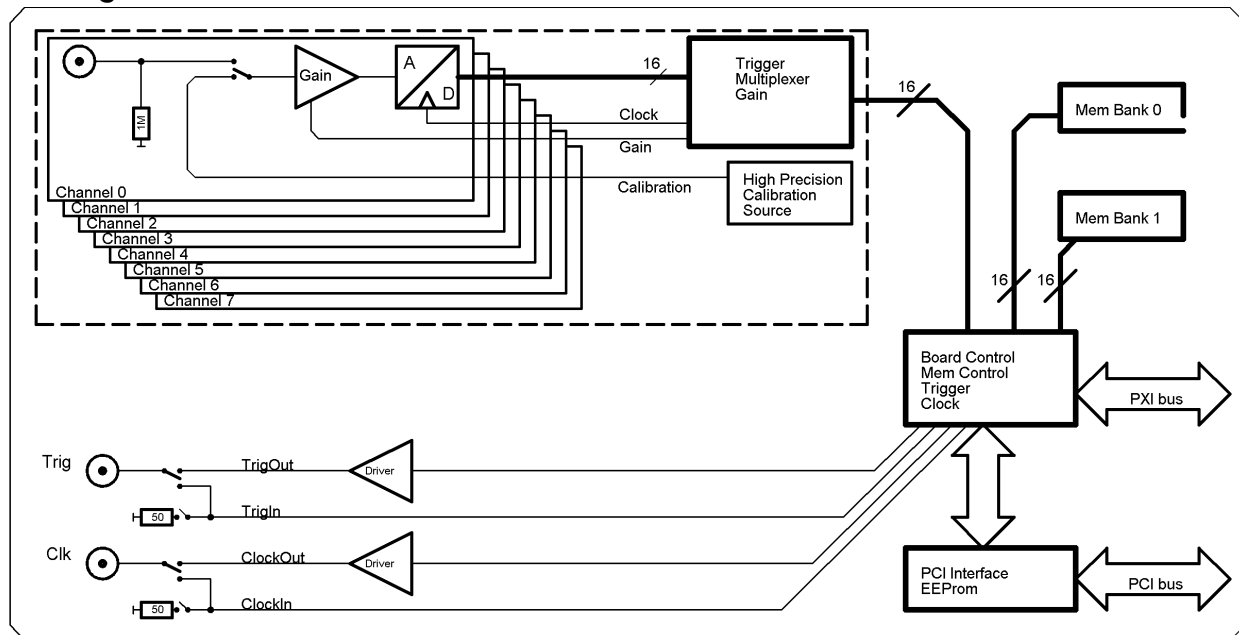 Gain
A
D
16
Trigger
Multiplexer
Gain
16
Mem Bank 0
1M
Clock
Gain
Calibration
High Precision
Calibration
Source
Channel 0
Channel 1
Channel 2
Channel 3
Channel 4
Channel 5
Channel 6
Channel 7
Mem Bank 1
16
16
Board Control
Mem Control
Trigger
Clock
PXI bus
Trig
TrigOut
Driver
50
TrigIn
Clk
ClockOut
Driver
50
ClockIn
PCI Interface
EEProm
PCI bus